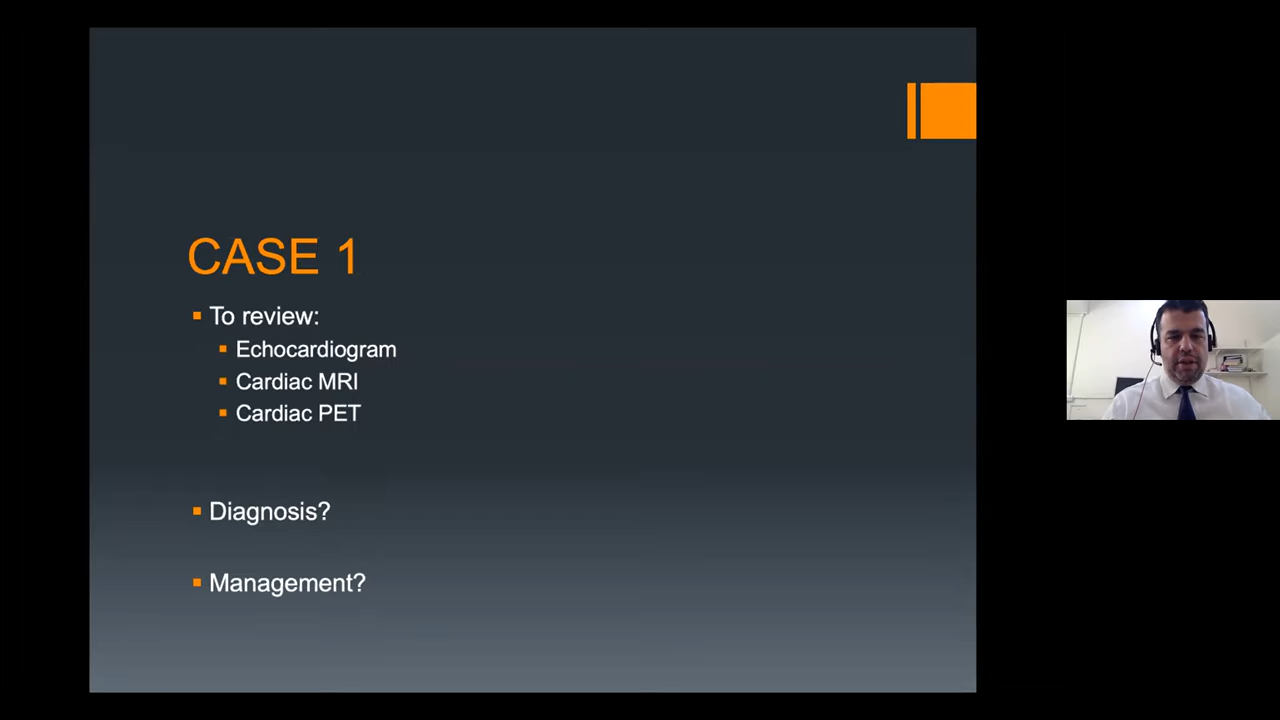 CASE 1
To review:
Echocardiogram
Cardiac MRI
Cardiac PET
Diagnosis?
Management?